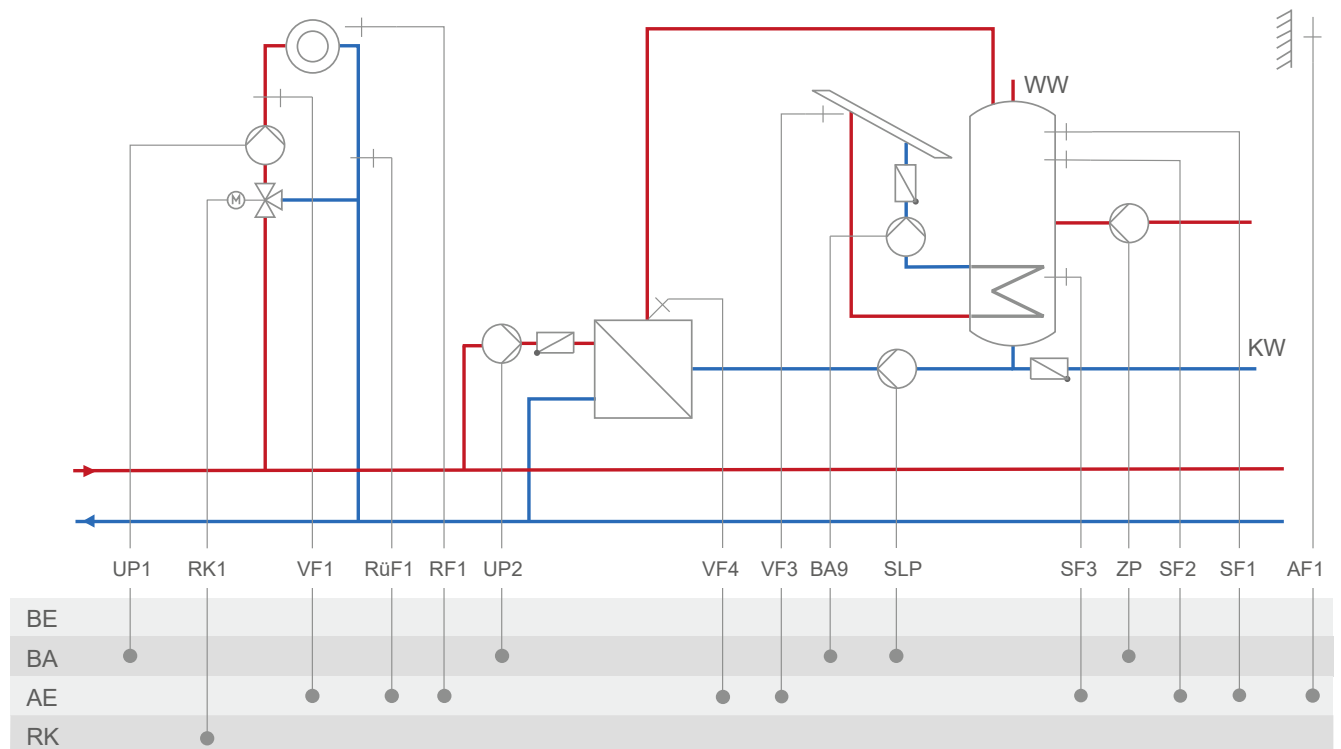 WW
M
KW
UP1 RK1 VF1 RüF1 RF1 UP2 VF4 VF3 BA9 SLP SF3 ZP SF2 SF1 AF1
BE
BA
AE
RK